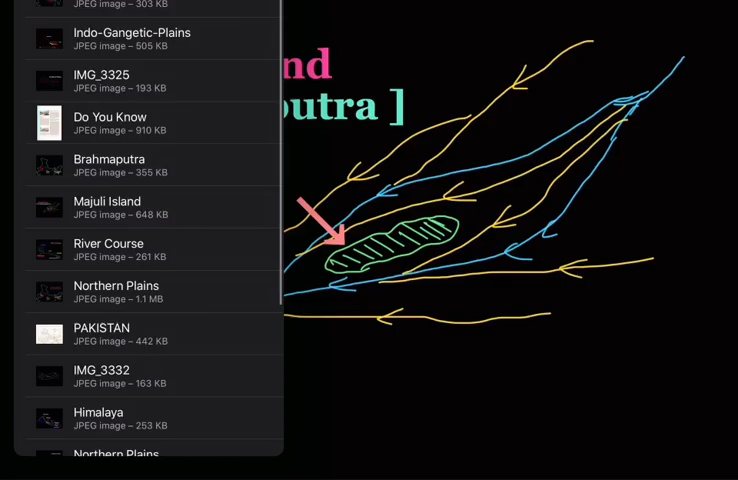 JPEG image – 303 KB
Indo-Gangetic-Plains
JPEG image – 505 KB
IMG_3325
JPEG image – 193 KB
Do You Know
JPEG image – 910 KB
Brahmaputra
JPEG image – 355 KB
Majuli Island
JPEG image – 648 KB
River Course
JPEG image – 261 KB
Northern Plains
JPEG image – 1.1 MB
PAKISTAN
JPEG image – 442 KB
IMG_3332
JPEG image – 163 KB
Himalaya
JPEG image – 253 KB
Northern Plains
nd
outra ]